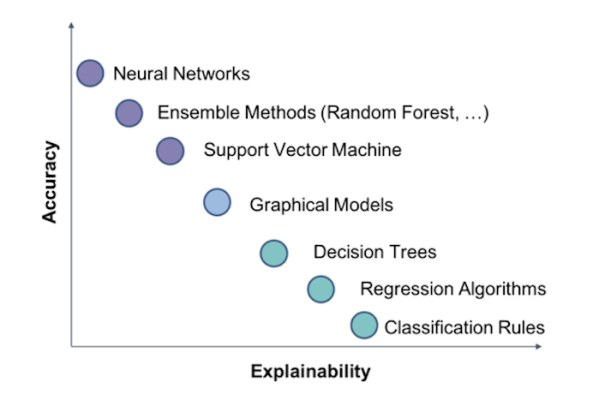 Neural Networks
Ensemble Methods (Random Forest, ...)
Support Vector Machine
Accuracy
Graphical Models
Decision Trees
Regression Algorithms
Classification Rules
Explainability